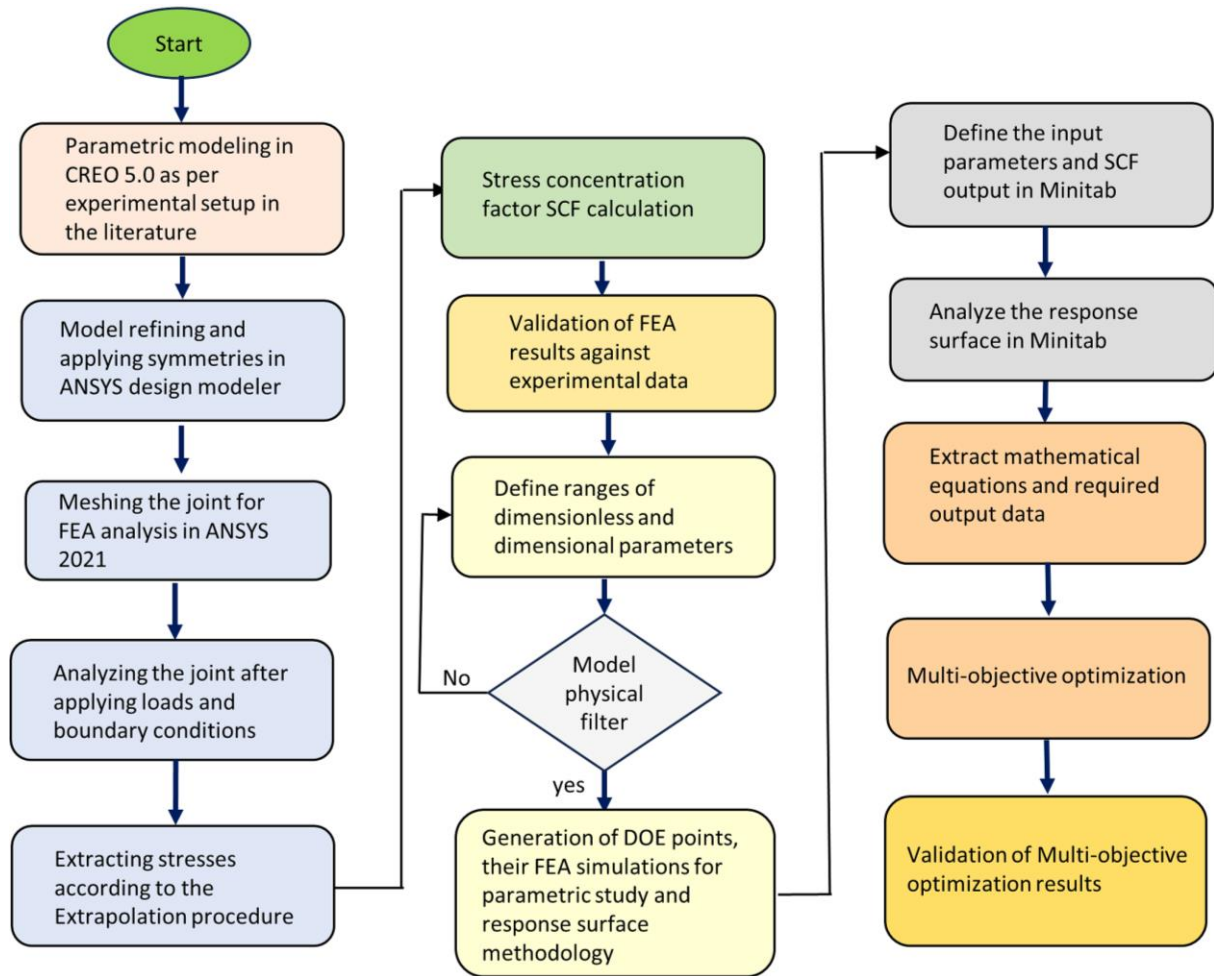 Start
Parametric modeling in
CREO 5.0 as per
experimental setup in
the literature
Model refining and
applying symmetries in
ANSYS design modeler
Meshing the joint for
FEA analysis in ANSYS
2021
Analyzing the joint after
applying loads and
boundary conditions
Extracting stresses
according to the
Extrapolation procedure
Stress concentration
factor SCF calculation
Validation of FEA
results against
experimental data
Define ranges of
dimensionless and
dimensional parameters
No
Model
physical
filter
yes
Generation of DOE points,
their FEA simulations for
parametric study and
response surface
methodology
Define the input
parameters and SCF
output in Minitab
Analyze the response
surface in Minitab
Extract mathematical
equations and required
output data
Multi-objective optimization
Validation of Multi-objective
optimization results